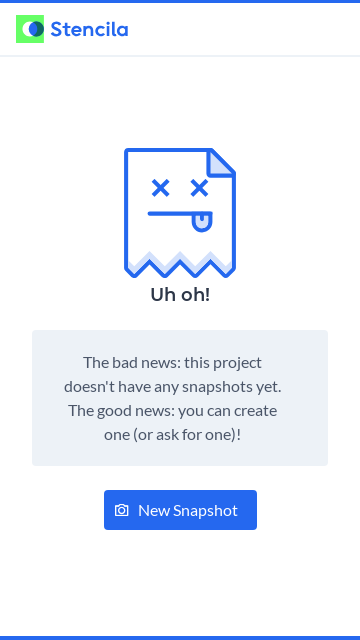 Stencila
Uh oh!
The bad news: this project
doesn't have any snapshots yet.
The good news: you can create
one (or ask for one)!
New Snapshot